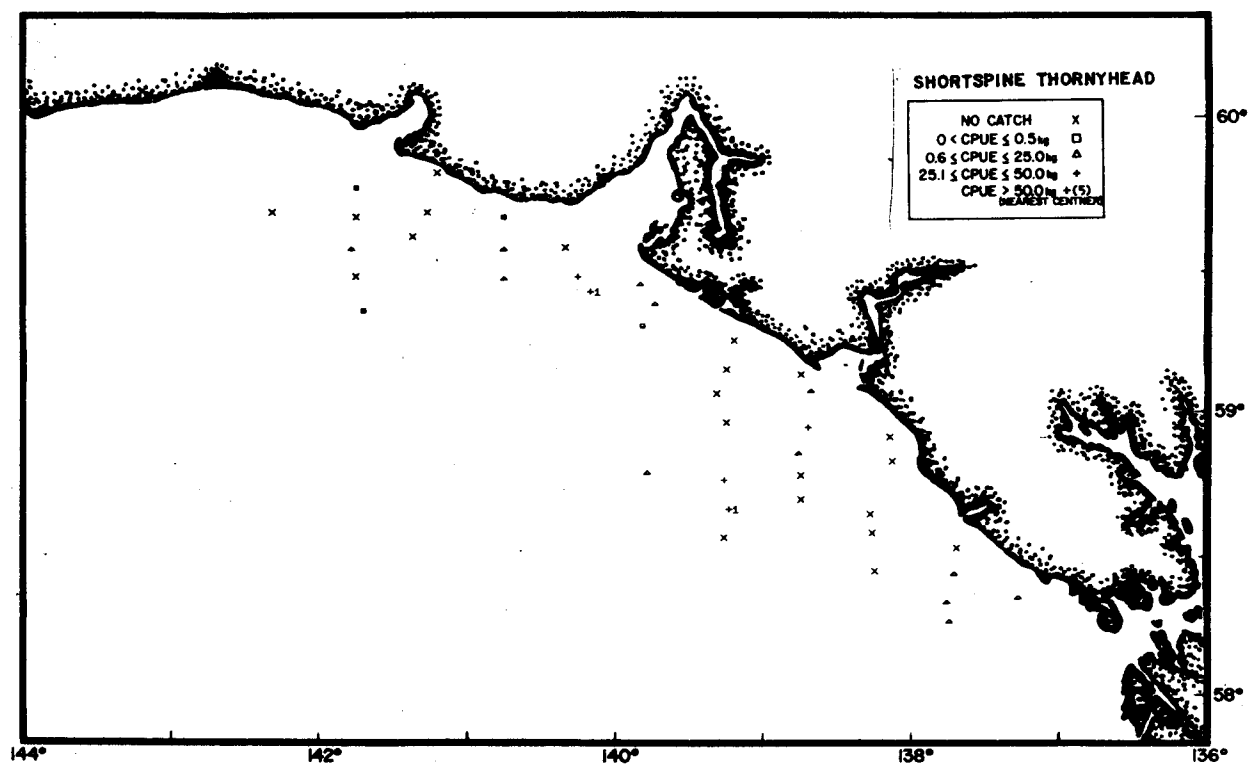 SHORTSPINE THORNYHEAD
NO CATCH x
0 < CPUE ≤ 0.5kg □
0.6 ≤ CPUE ≤ 25.0kg △
25.1 ≤ CPUE ≤ 50.0kg +
CPUE > 50.0kg +(5)
(NEAREST CENTNER)
60°
+1
59°
+1
58°
144° 142° 140° 138° 136°